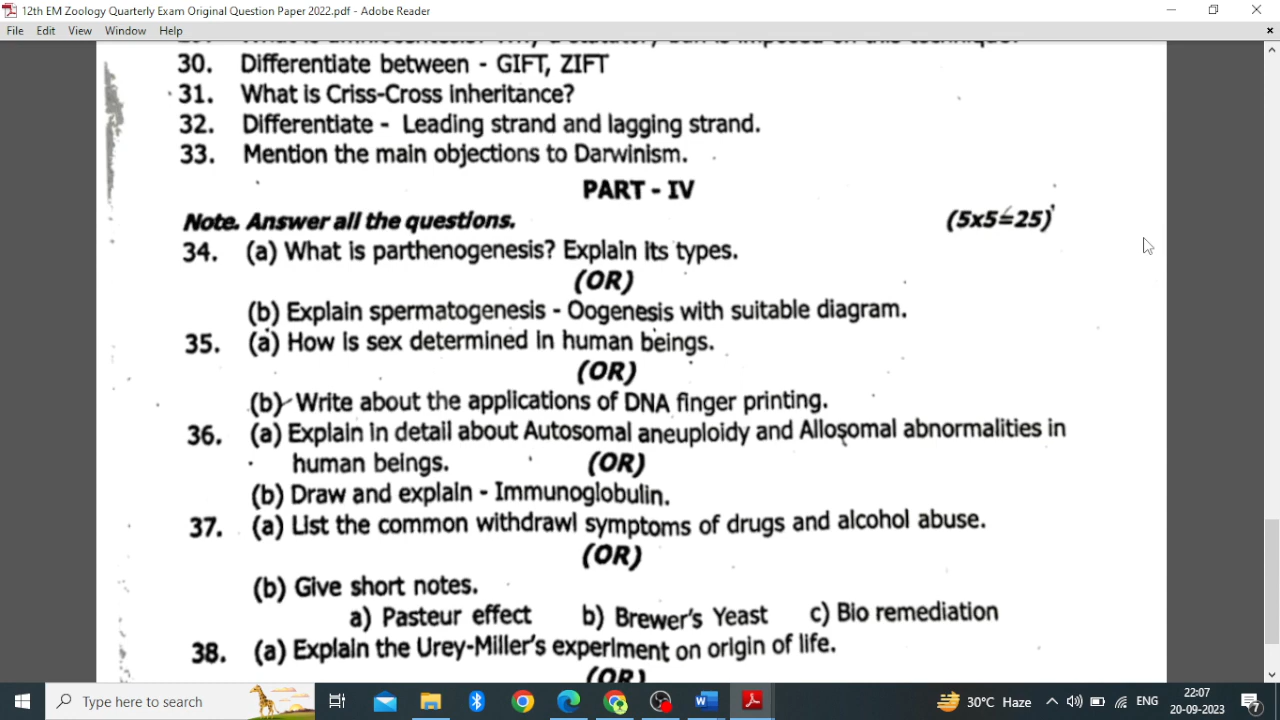 12th EM Zoology Quarterly Exam Original Question Paper 2022.pdf - Adobe Reader
File Edit View Window Help
30. Differentiate between - GIFT, ZIFT
31. What is Criss-Cross inheritance?
32. Differentiate - Leading strand and lagging strand.
33. Mention the main objections to Darwinism.
PART - IV
Note. Answer all the questions. (5x5=25)
34. (a) What is parthenogenesis? Explain its types.
(OR)
(b) Explain spermatogenesis - Oogenesis with suitable diagram.
35. (a) How is sex determined in human beings.
(OR)
(b) Write about the applications of DNA finger printing.
36. (a) Explain in detail about Autosomal aneuploidy and Allosomal abnormalities in
human beings. (OR)
(b) Draw and explain - Immunoglobulin.
37. (a) List the common withdrawl symptoms of drugs and alcohol abuse.
(OR)
(b) Give short notes.
a) Pasteur effect b) Brewer's Yeast c) Bio remediation
38. (a) Explain the Urey-Miller's experiment on origin of life.
(OR)
Type here to search 30°C Haze ENG 22:07
20-09-2023 7